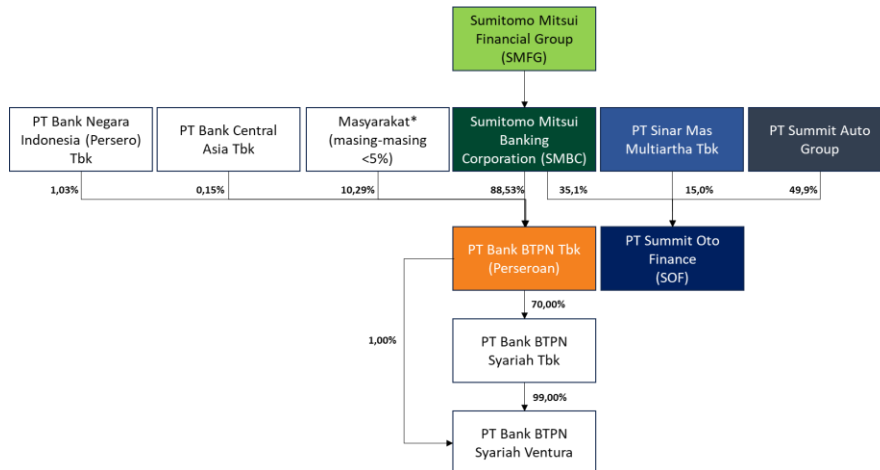 Sumitomo Mitsui
Financial Group
(SMFG)
PT Bank Negara
Indonesia (Persero)
Tbk
PT Bank Central
Asia Tbk
Masyarakat*
(masing-masing
<5%)
Sumitomo Mitsui
Banking
Corporation (SMBC)
PT Sinar Mas
Multiartha Tbk
PT Summit Auto
Group
1,03%
0,15%
10,29%
88,53%
35,1%
15,0%
49,9%
PT Bank BTPN Tbk
(Perseroan)
PT Summit Oto
Finance
(SOF)
70,00%
1,00%
PT Bank BTPN
Syariah Tbk
99,00%
PT Bank BTPN
Syariah Ventura